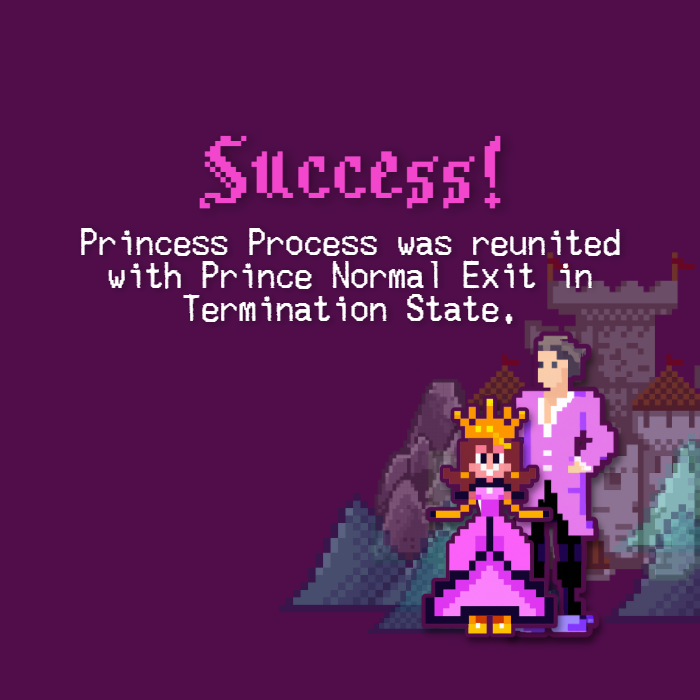 Success!
Princess Process was reunited
with Prince Normal Exit in
Termination State.